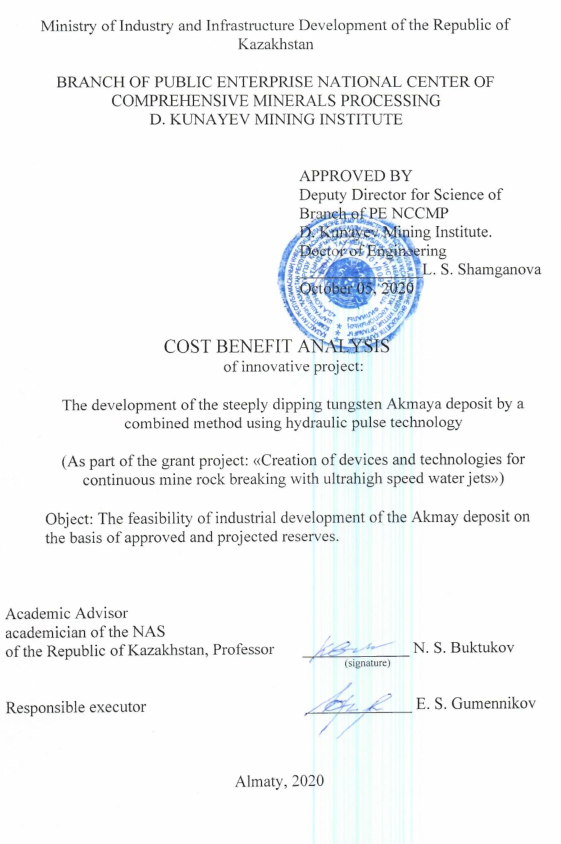 Ministry of Industry and Infrastructure Development of the Republic of
Kazakhstan
BRANCH OF PUBLIC ENTERPRISE NATIONAL CENTER OF
COMPREHENSIVE MINERALS PROCESSING
D. KUNAYEV MINING INSTITUTE
APPROVED BY
Deputy Director for Science of
Branch of PE NCCMP
D. Kunayev Mining Institute.
Doctor of Engineering
L. S. Shamganova
October 05, 2020
COST BENEFIT ANALYSIS
of innovative project:
The development of the steeply dipping tungsten Akmaya deposit by a
combined method using hydraulic pulse technology
(As part of the grant project: «Creation of devices and technologies for
continuous mine rock breaking with ultrahigh speed water jets»)
Object: The feasibility of industrial development of the Akmay deposit on
the basis of approved and projected reserves.
Academic Advisor
academician of the NAS
of the Republic of Kazakhstan, Professor N. S. Buktukov
(signature)
Responsible executor E. S. Gumennikov
Almaty, 2020